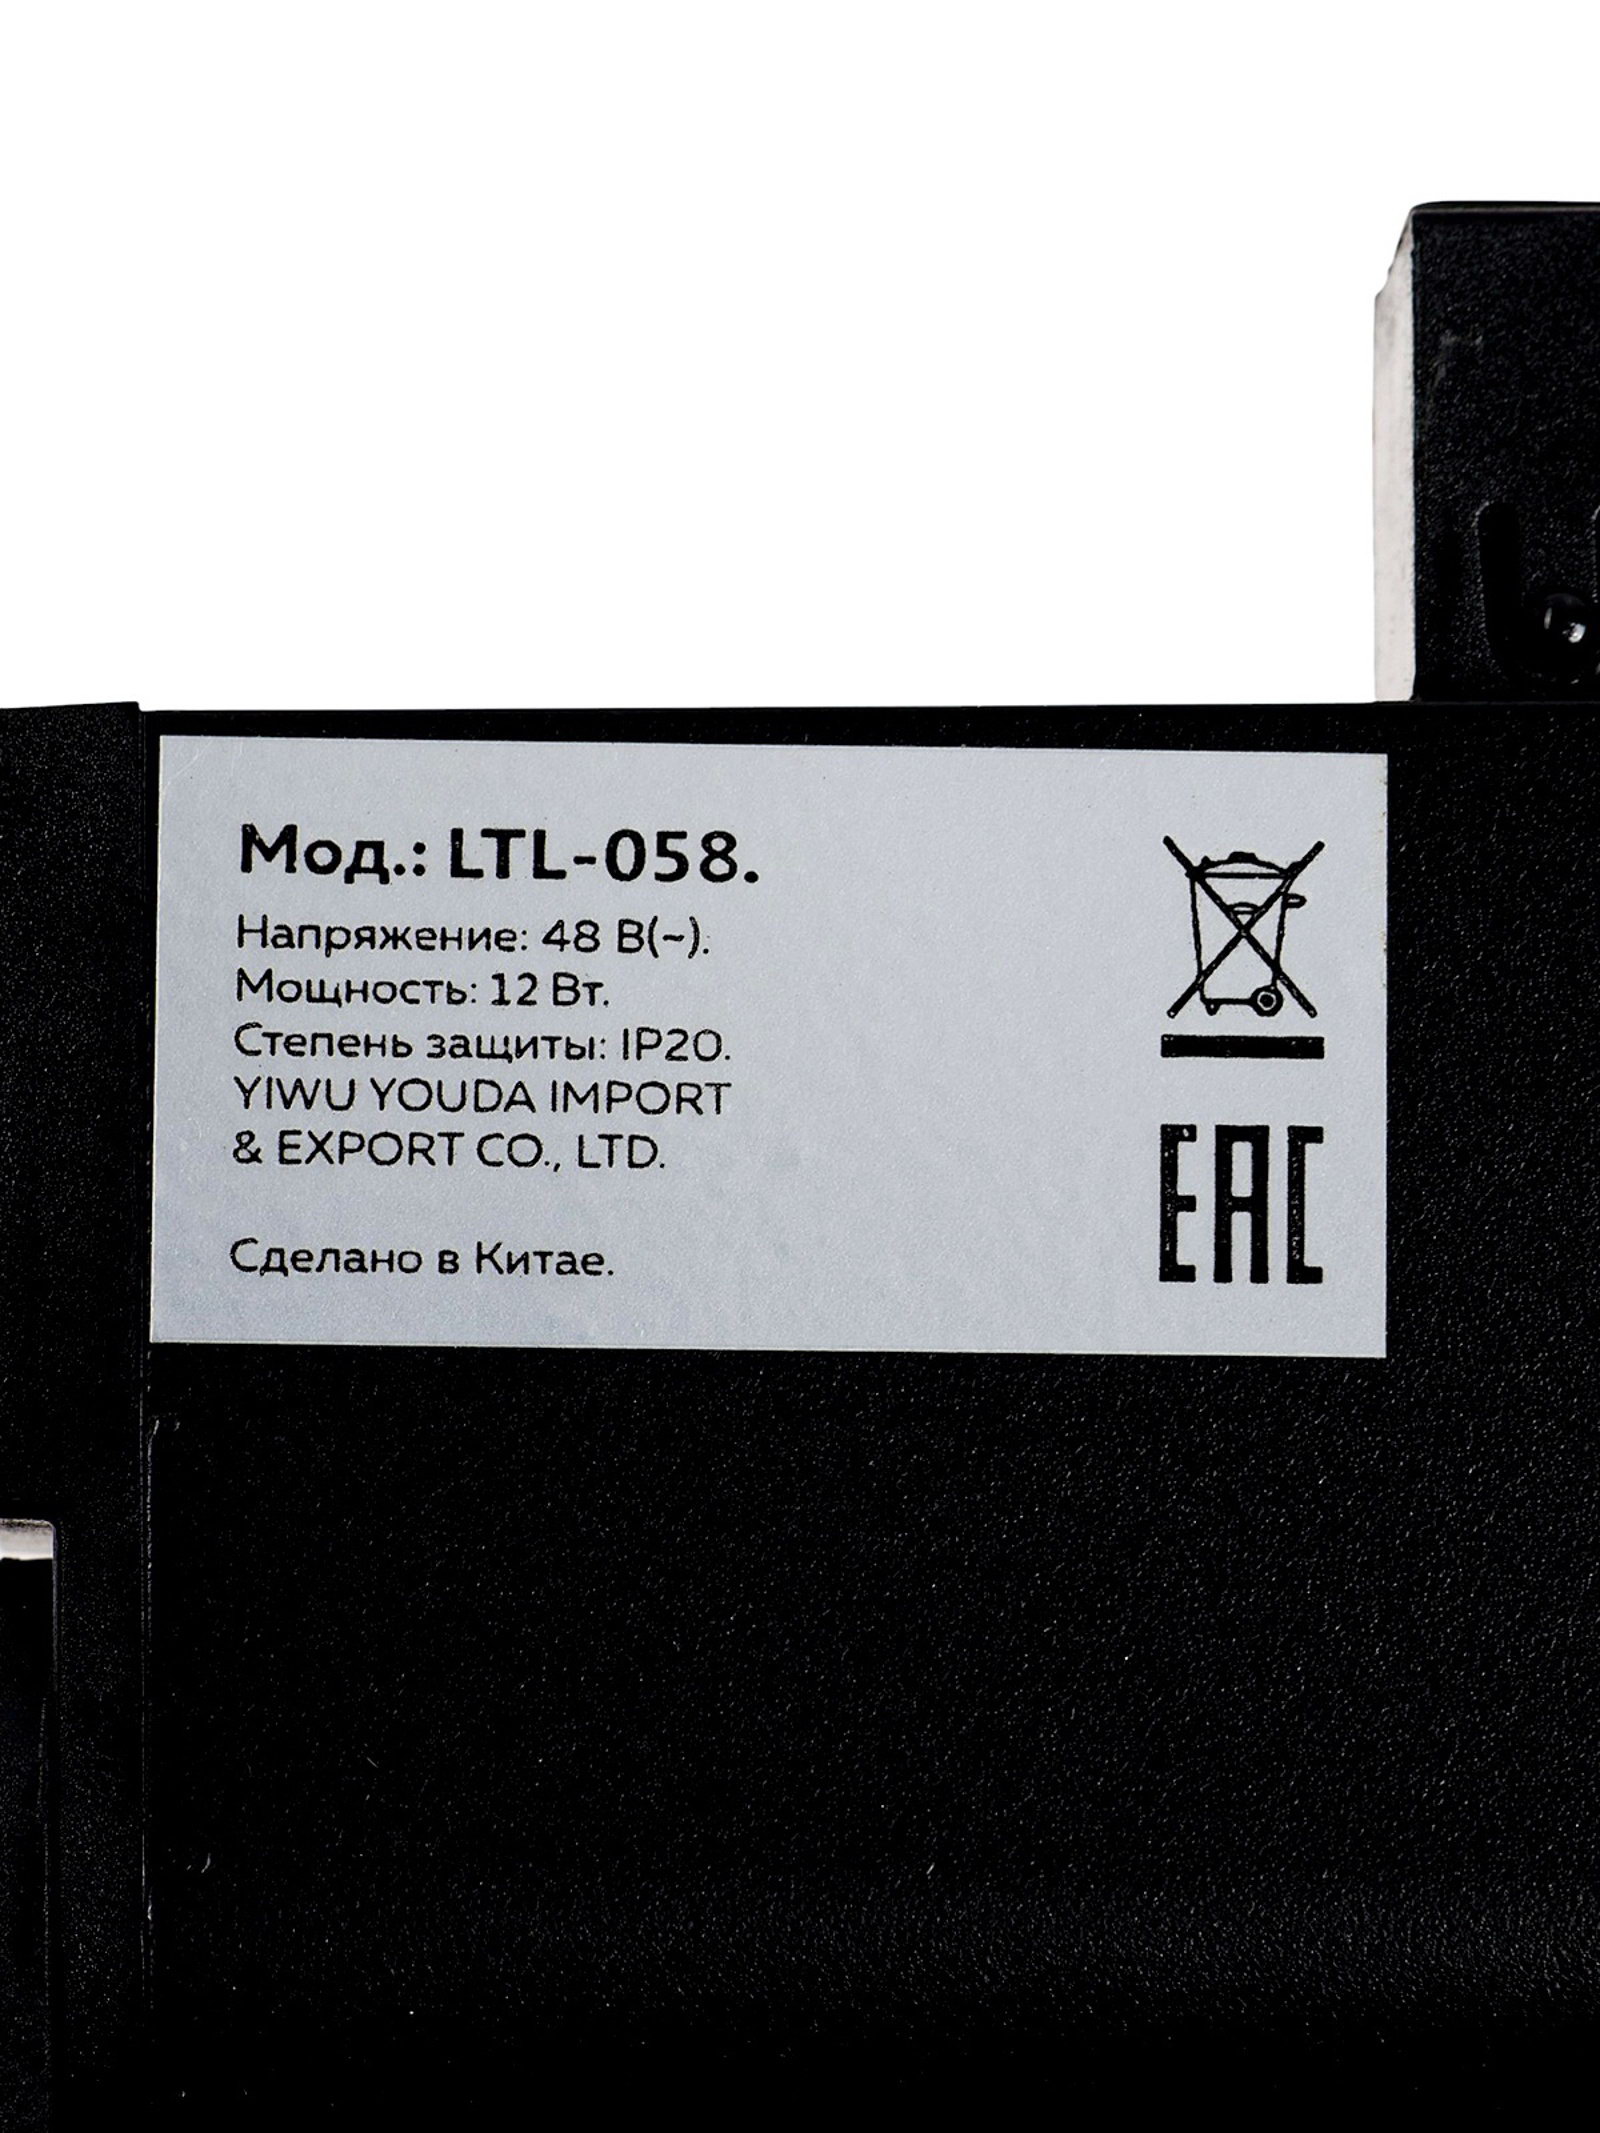 Мод.: LTL-058.
Напряжение: 48 В(~).
Мощность: 12 Вт.
Степень защиты: IP20.
YIWU YOUDA IMPORT
& EXPORT CO., LTD.
Сделано в Китае.
EAC